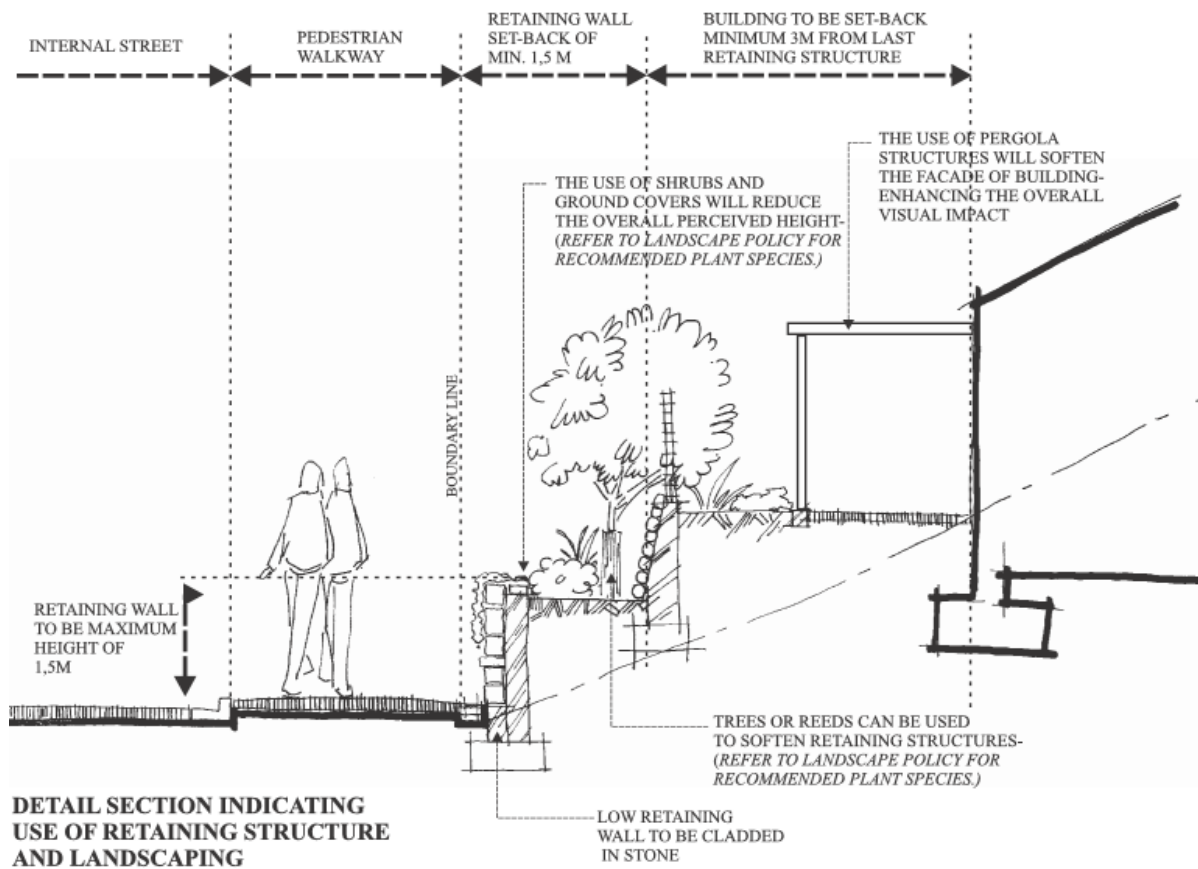 INTERNAL STREET
PEDESTRIAN
WALKWAY
RETAINING WALL
SET-BACK OF
MIN. 1,5 M
BUILDING TO BE SET-BACK
MINIMUM 3M FROM LAST
RETAINING STRUCTURE
THE USE OF PERGOLA
STRUCTURES WILL SOFTEN
THE FACADE OF BUILDING-
ENHANCING THE OVERALL
VISUAL IMPACT
THE USE OF SHRUBS AND
GROUND COVERS WILL REDUCE
THE OVERALL PERCEIVED HEIGHT-
(REFER TO LANDSCAPE POLICY FOR
RECOMMENDED PLANT SPECIES.)
BOUNDARY LINE
RETAINING WALL
TO BE MAXIMUM
HEIGHT OF
1,5M
TREES OR REEDS CAN BE USED
TO SOFTEN RETAINING STRUCTURES-
(REFER TO LANDSCAPE POLICY FOR
RECOMMENDED PLANT SPECIES.)
LOW RETAINING
WALL TO BE CLADDED
IN STONE
DETAIL SECTION INDICATING
USE OF RETAINING STRUCTURE
AND LANDSCAPING